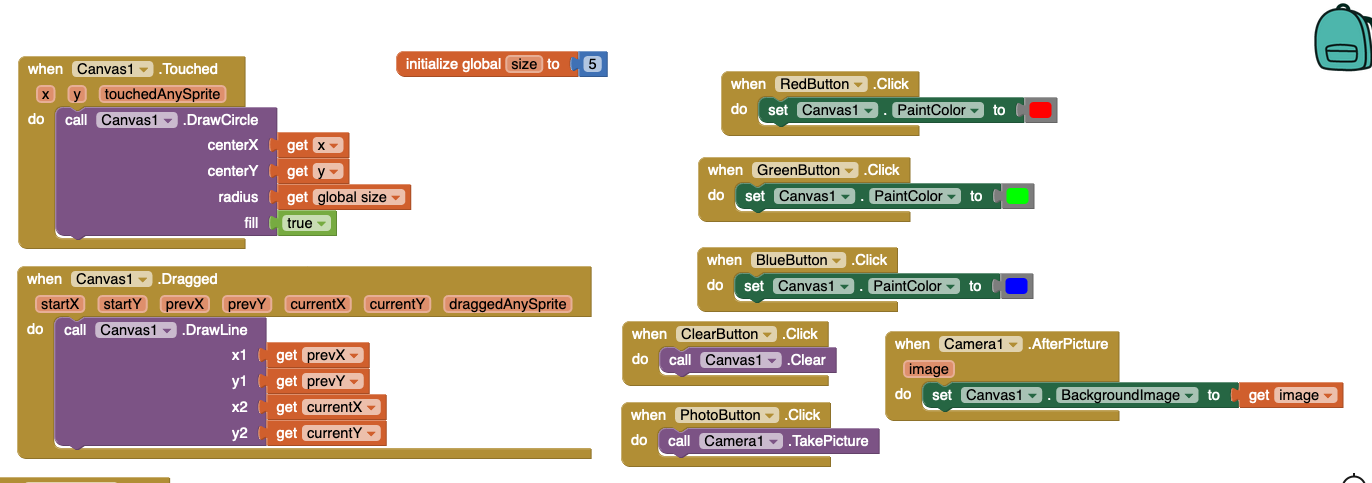 when Canvas1 .Touched
x y touchedAnySprite
do call Canvas1 .DrawCircle
centerX get x
centerY get y
radius get global size
fill true
initialize global size to 5
when Canvas1 .Dragged
startX startY prevX prevY currentX currentY draggedAnySprite
do call Canvas1 .DrawLine
x1 get prevX
y1 get prevY
x2 get currentX
y2 get currentY
when RedButton .Click
do set Canvas1 . PaintColor to
when GreenButton .Click
do set Canvas1 . PaintColor to
when BlueButton .Click
do set Canvas1 . PaintColor to
when ClearButton .Click
do call Canvas1 .Clear
when PhotoButton .Click
do call Camera1 .TakePicture
when Camera1 .AfterPicture
image
do set Canvas1 . BackgroundImage to get image